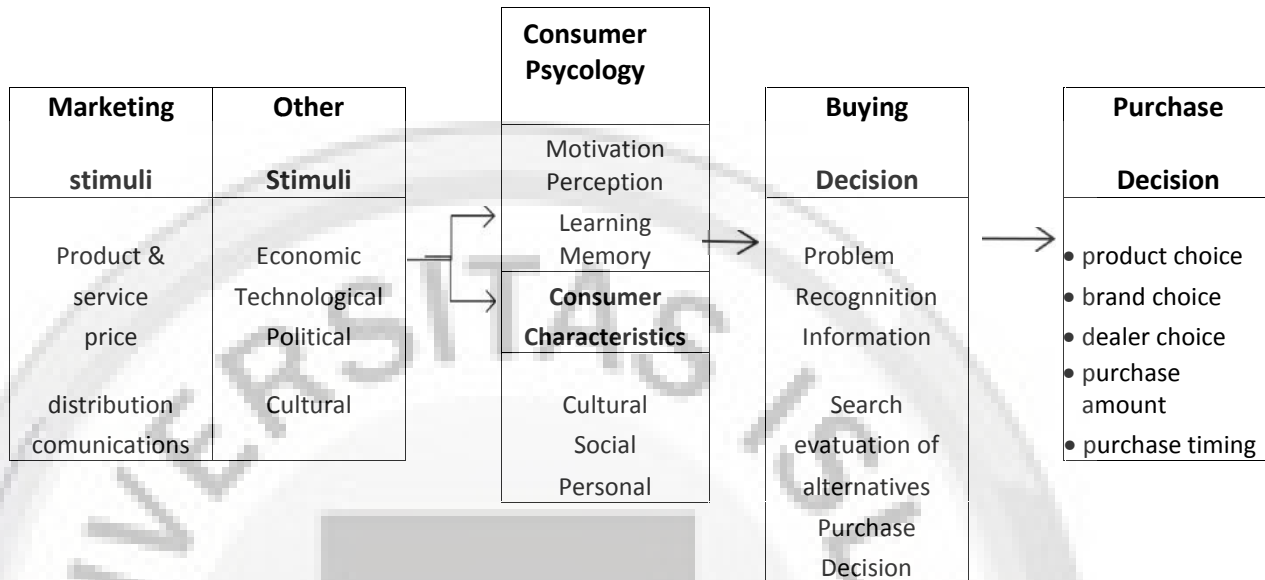 Marketing
stimuli
Product &
service
price
distribution
comunications
Other
Stimuli
Economic
Technological
Political
Cultural
Consumer
Psycology
Motivation
Perception
Learning
Memory
Consumer
Characteristics
Cultural
Social
Personal
Buying
Decision
Problem
Recognnition
Information
Search
evatuation of
alternatives
Purchase
Decision
Purchase
Decision
• product choice
• brand choice
• dealer choice
• purchase
amount
• purchase timing
IVERSITAS IS